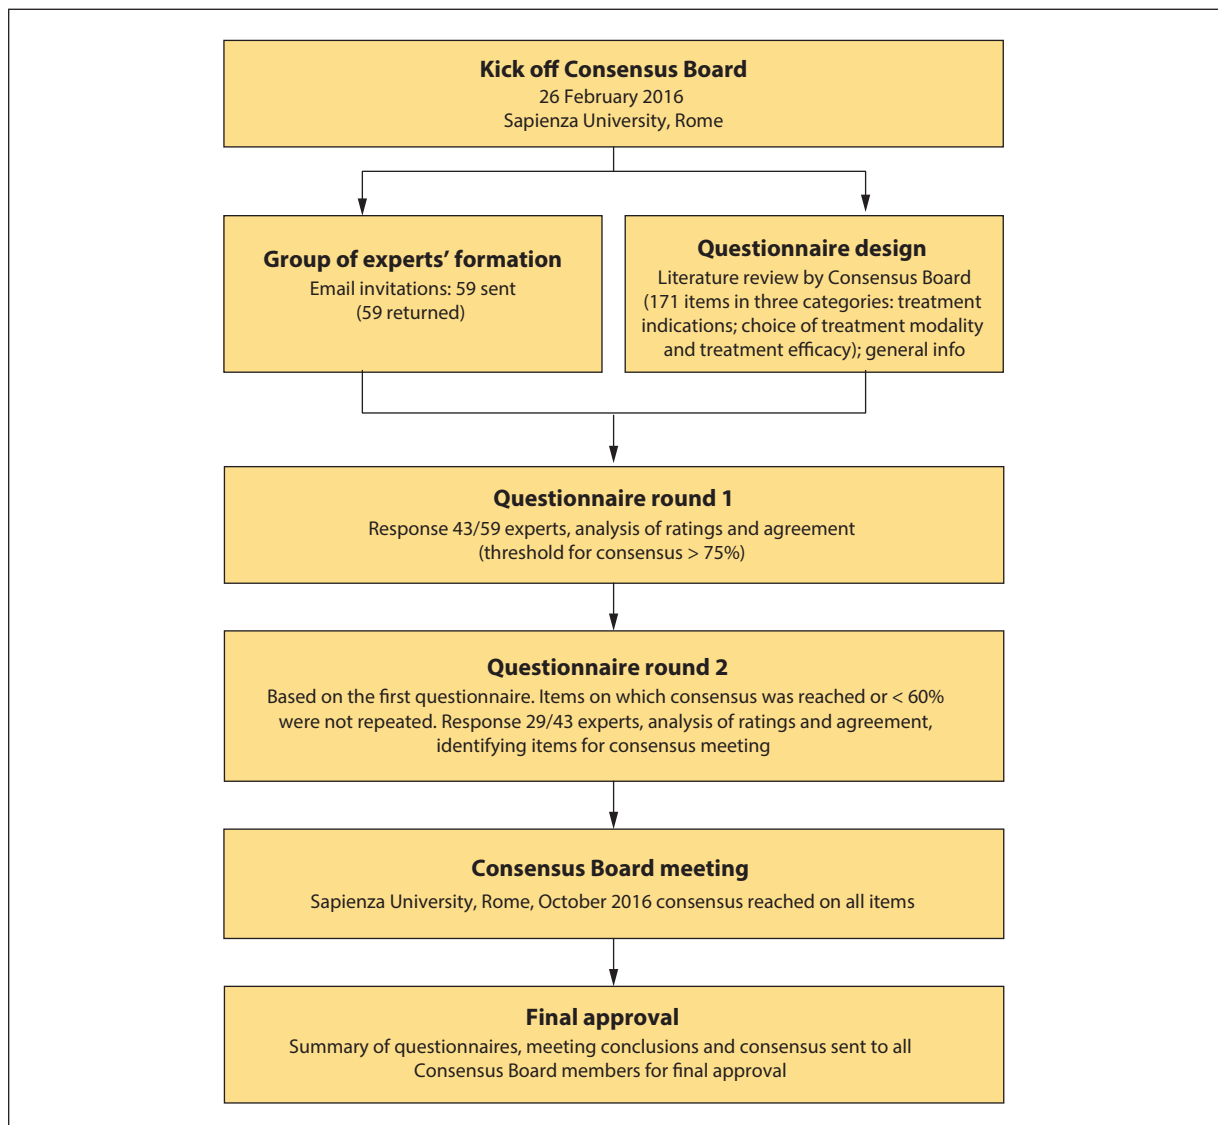 Kick off Consensus Board
26 February 2016
Sapienza University, Rome
Group of experts’ formation
Email invitations: 59 sent
(59 returned)
Questionnaire design
Literature review by Consensus Board
(171 items in three categories: treatment
indications; choice of treatment modality
and treatment efficacy); general info
Questionnaire round 1
Response 43/59 experts, analysis of ratings and agreement
(threshold for consensus > 75%)
Questionnaire round 2
Based on the first questionnaire. Items on which consensus was reached or < 60%
were not repeated. Response 29/43 experts, analysis of ratings and agreement,
identifying items for consensus meeting
Consensus Board meeting
Sapienza University, Rome, October 2016 consensus reached on all items
Final approval
Summary of questionnaires, meeting conclusions and consensus sent to all
Consensus Board members for final approval